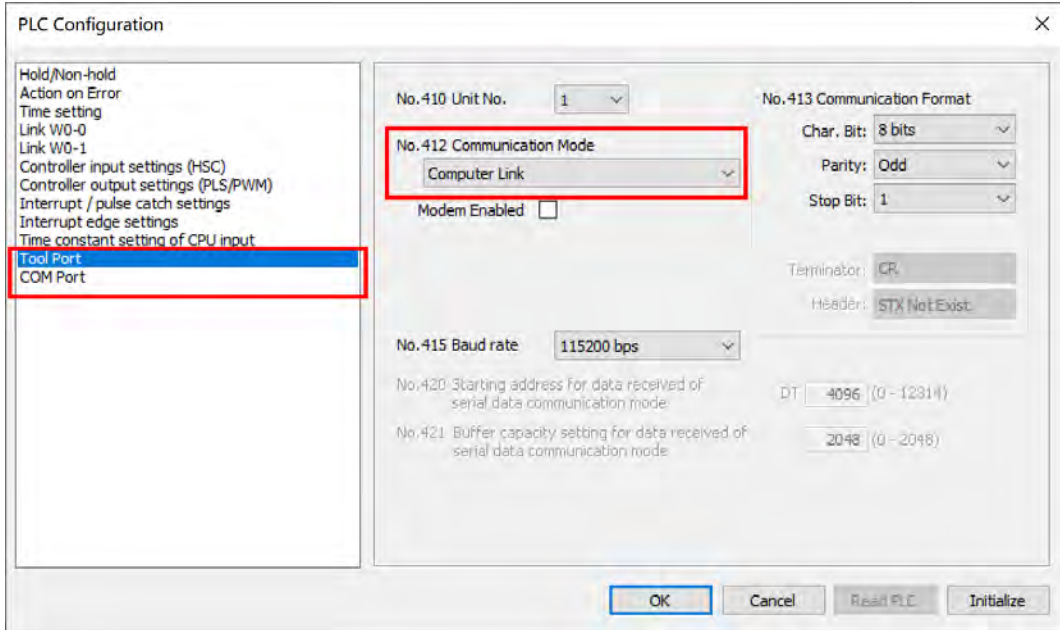 PLC Configuration
Hold/Non-hold
Action on Error
Time setting
Link W0-0
Link W0-1
Controller input settings (HSC)
Controller output settings (PLS/PWM)
Interrupt / pulse catch settings
Interrupt edge settings
Time constant setting of CPU input
Tool Port
COM Port
No.410 Unit No. 1
No.412 Communication Mode
Computer Link
Modem Enabled
No.413 Communication Format
Char. Bit: 8 bits
Parity: Odd
Stop Bit: 1
Terminator: CR
Header: STX Not Exist
No.415 Baud rate 115200 bps
No.420 Starting address for data received of
serial data communication mode
DT 4096 (0 - 12314)
No.421 Buffer capacity setting for data received of
serial data communication mode
2048 (0 - 2048)
OK Cancel Read PLC Initialize